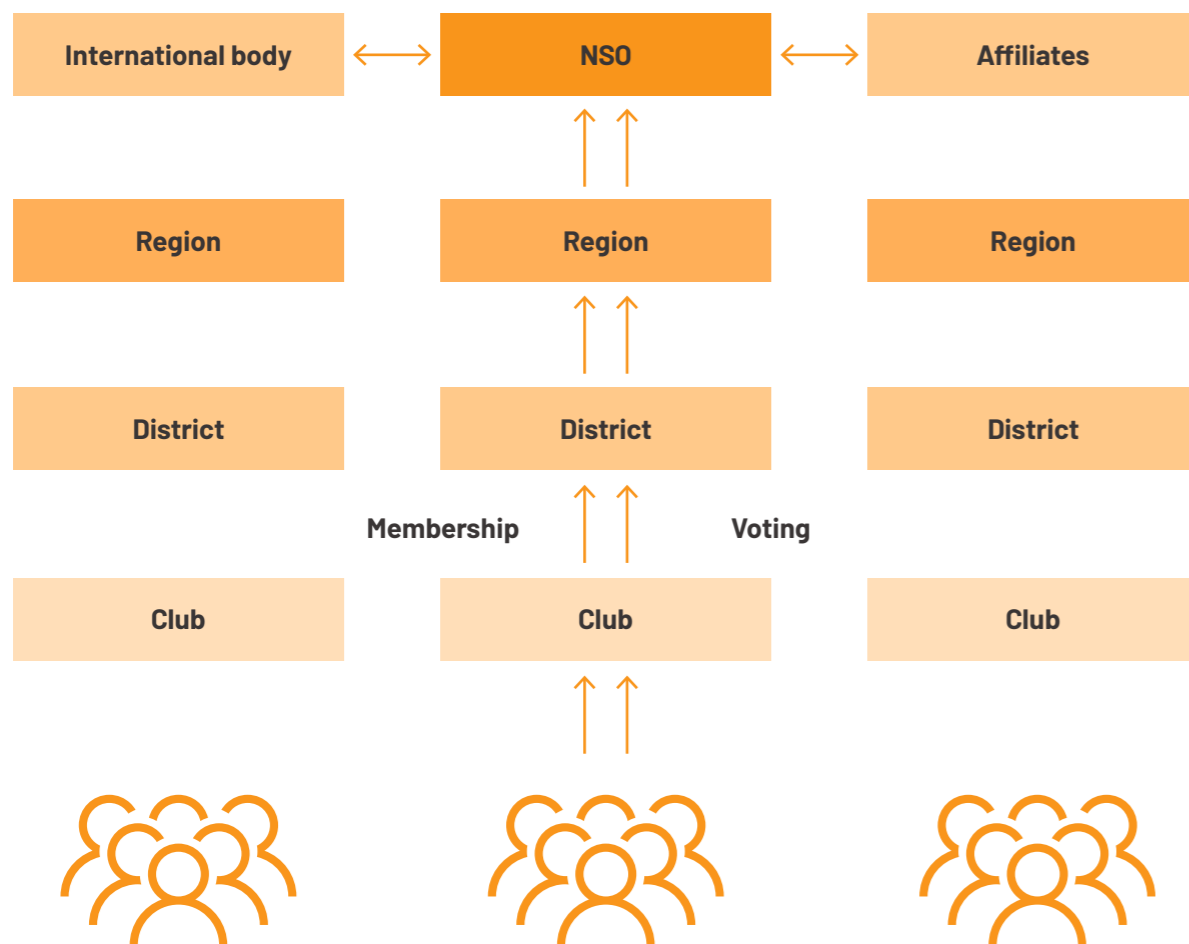 International body
NSO
Affiliates
Region
Region
Region
District
District
District
Membership
Voting
Club
Club
Club